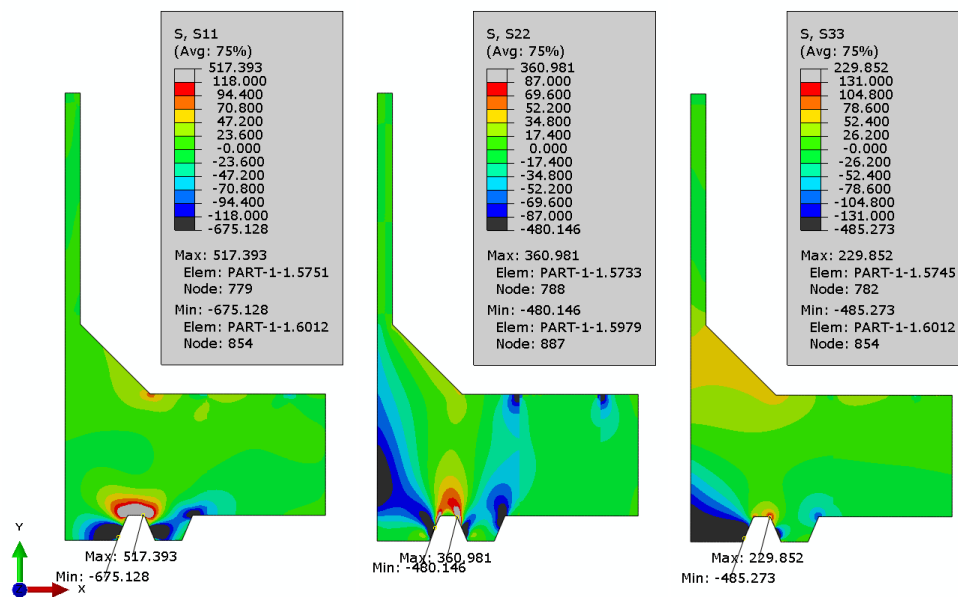 S, S11
(Avg: 75%)
517.393
118.000
94.400
70.800
47.200
23.600
-0.000
-23.600
-47.200
-70.800
-94.400
-118.000
-675.128
Max: 517.393
Elem: PART-1-1.5751
Node: 779
Min: -675.128
Elem: PART-1-1.6012
Node: 854
S, S22
(Avg: 75%)
360.981
87.000
69.600
52.200
34.800
17.400
0.000
-17.400
-34.800
-52.200
-69.600
-87.000
-480.146
Max: 360.981
Elem: PART-1-1.5733
Node: 788
Min: -480.146
Elem: PART-1-1.5979
Node: 887
S, S33
(Avg: 75%)
229.852
131.000
104.800
78.600
52.400
26.200
-0.000
-26.200
-52.400
-78.600
-104.800
-131.000
-485.273
Max: 229.852
Elem: PART-1-1.5745
Node: 782
Min: -485.273
Elem: PART-1-1.6012
Node: 854
Y
X
Max: 517.393
Min: -675.128
Max: 360.981
Min: -480.146
Max: 229.852
Min: -485.273